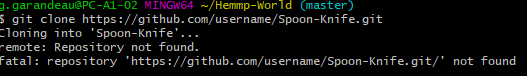 g.garandeau@PC-A1-02 MINGW64 ~/Hemmp-World (master)
$ git clone https://github.com/username/Spoon-Knife.git
Cloning into 'Spoon-Knife'...
remote: Repository not found.
fatal: repository 'https://github.com/username/Spoon-Knife.git/' not found